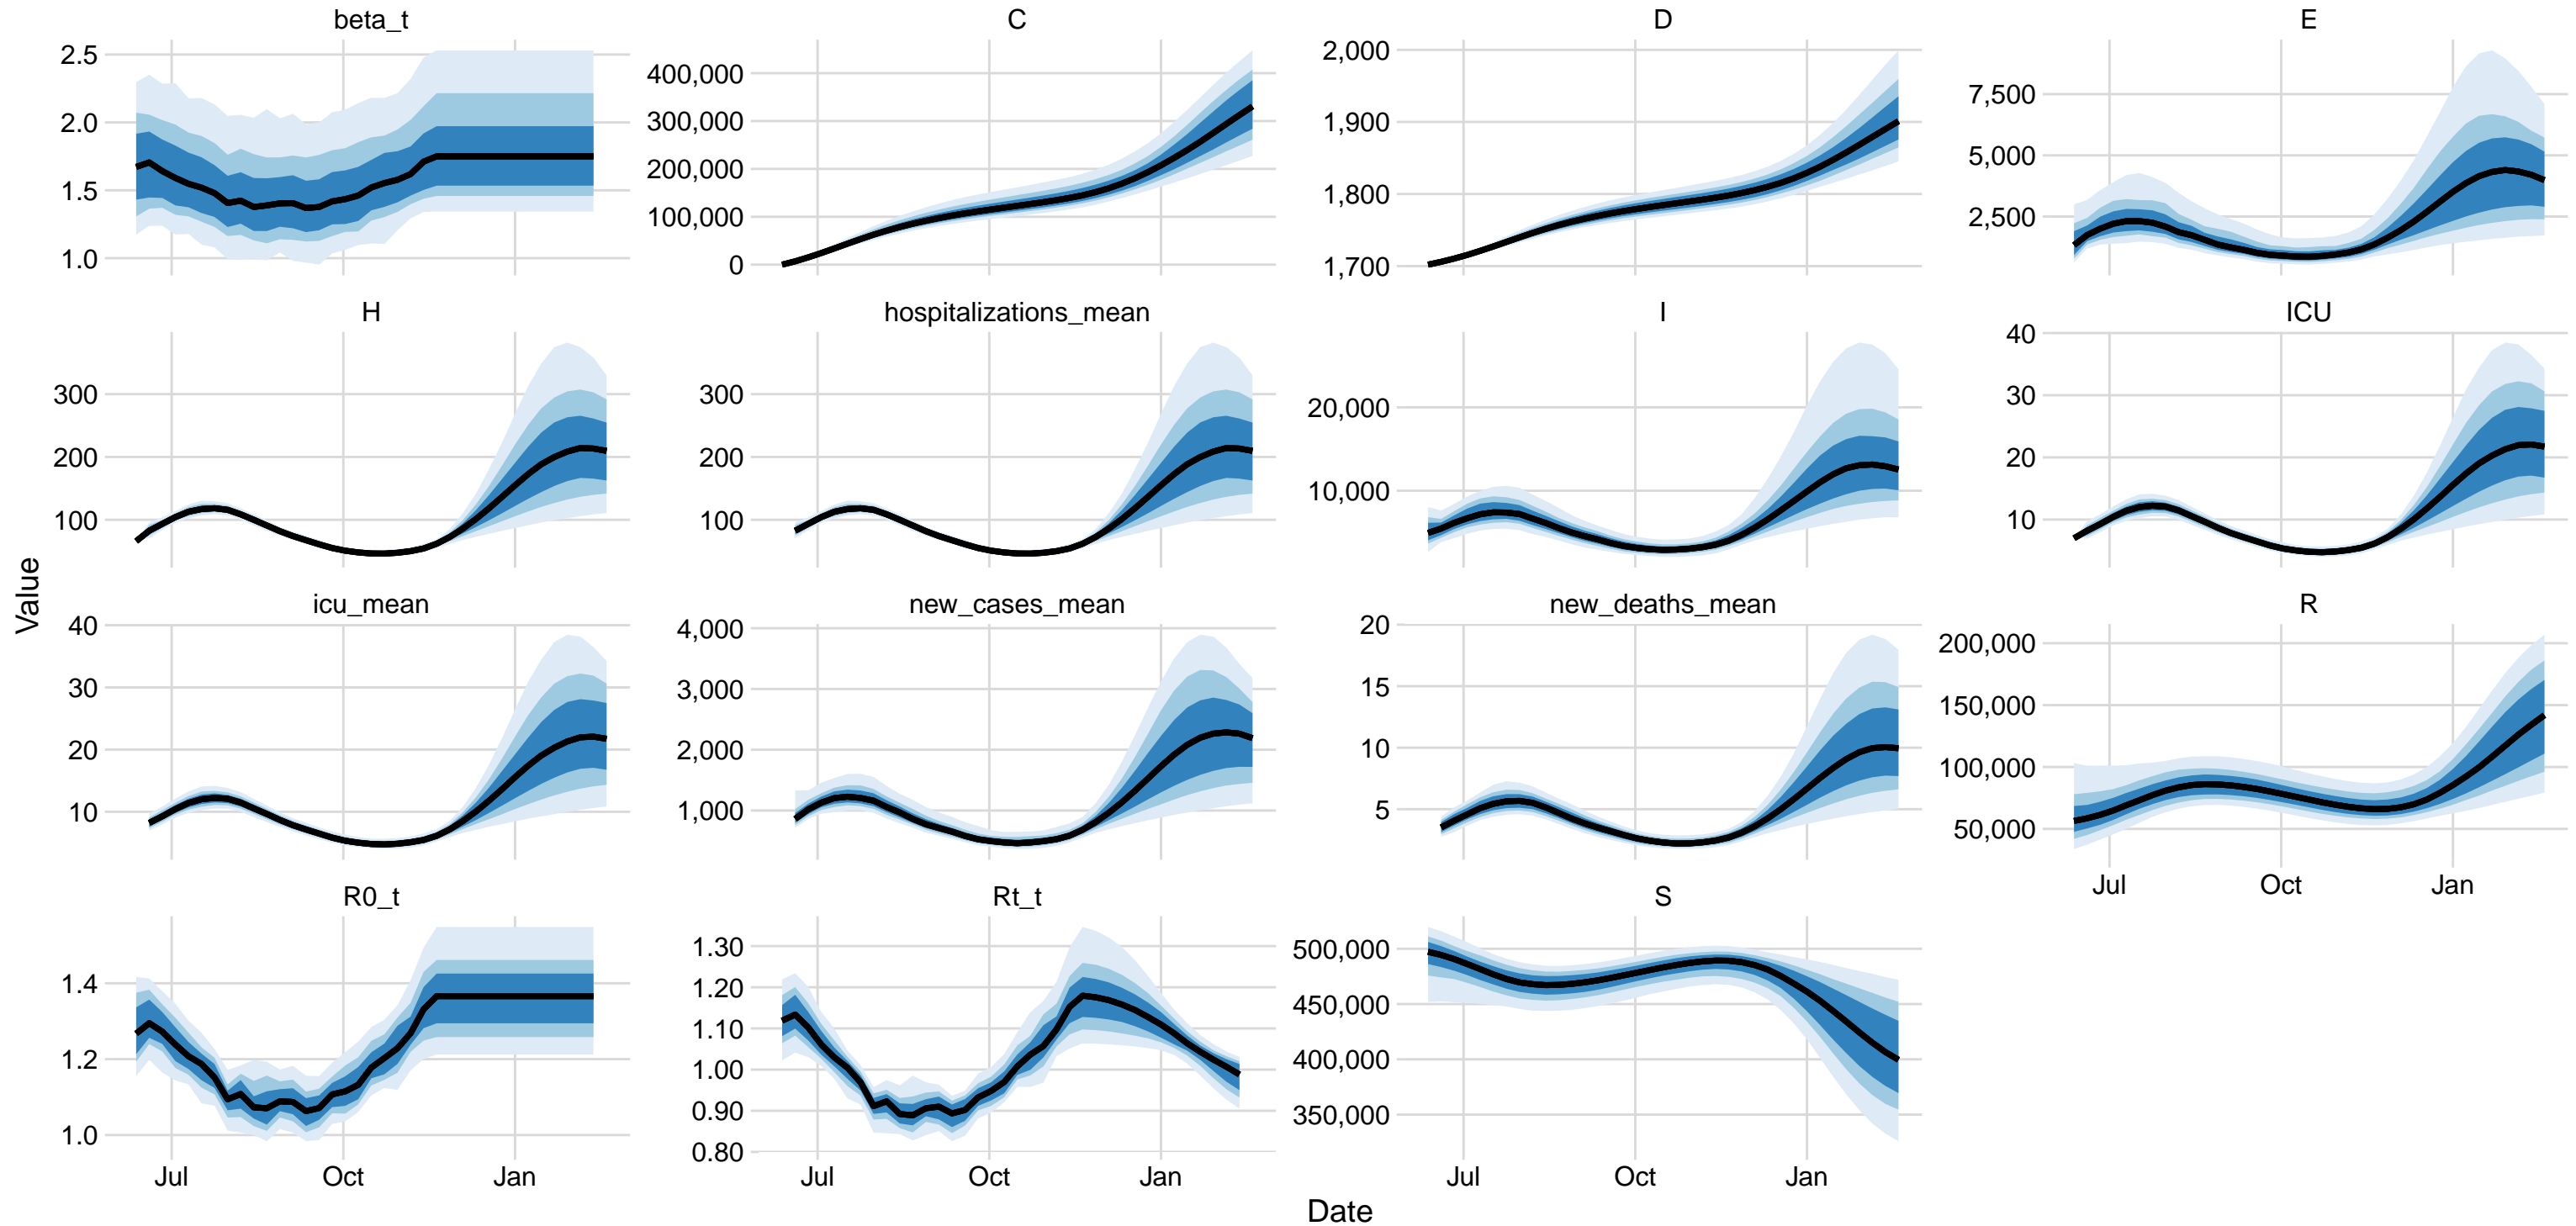 beta_t
C
D
E
2.5
2.0
1.5
1.0
400,000
300,000
200,000
100,000
0
2,000
1,900
1,800
1,700
7,500
5,000
2,500
H
hospitalizations_mean
I
ICU
300
200
100
300
200
100
20,000
10,000
40
30
20
10
Value
icu_mean
new_cases_mean
new_deaths_mean
R
40
30
20
10
4,000
3,000
2,000
1,000
20
15
10
5
200,000
150,000
100,000
50,000
Jul
Oct
Jan
R0_t
Rt_t
S
1.4
1.2
1.0
1.30
1.20
1.10
1.00
0.90
0.80
500,000
450,000
400,000
350,000
Jul
Oct
Jan
Jul
Oct
Jan
Jul
Oct
Jan
Date